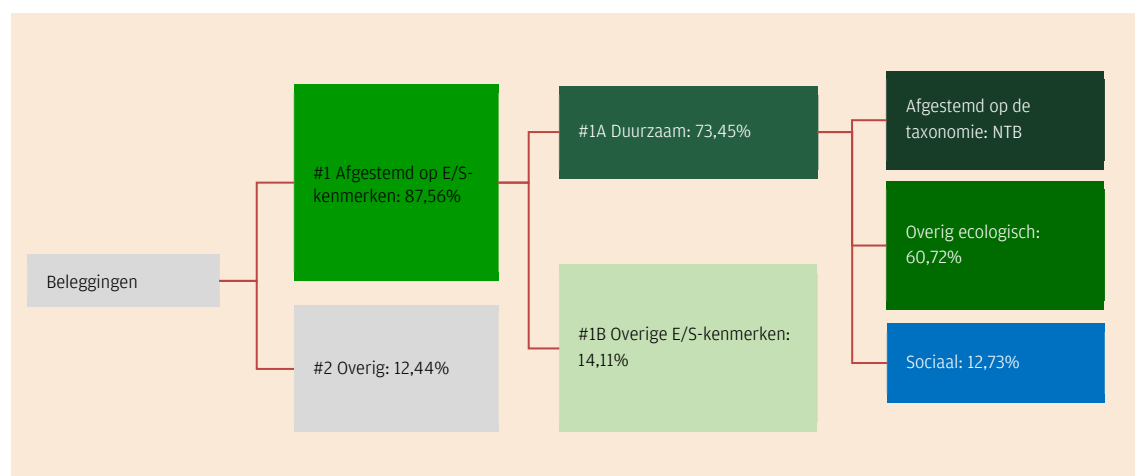 Beleggingen
#1 Afgestemd op E/S-
kenmerken: 87,56%
#2 Overig: 12,44%
#1A Duurzaam: 73,45%
#1B Overige E/S-kenmerken:
14,11%
Afgestemd op de
taxonomie: NTB
Overig ecologisch:
60,72%
Sociaal: 12,73%